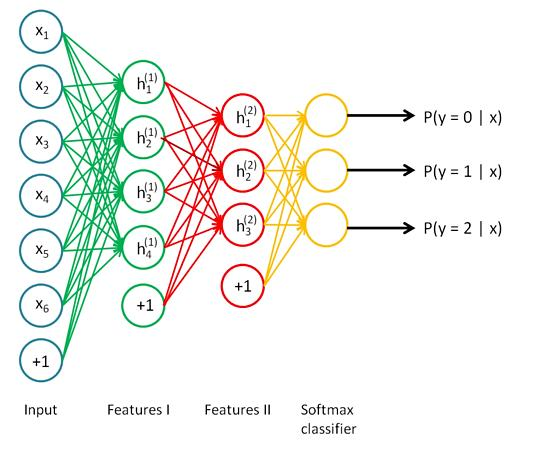 x₁
x₂
x₃
x₄
x₅
x₆
+1
h₁⁽¹⁾
h₂⁽¹⁾
h₃⁽¹⁾
h₄⁽¹⁾
+1
h₁⁽²⁾
h₂⁽²⁾
h₃⁽²⁾
+1
P(y = 0 | x)
P(y = 1 | x)
P(y = 2 | x)
Input
Features I
Features II
Softmax
classifier